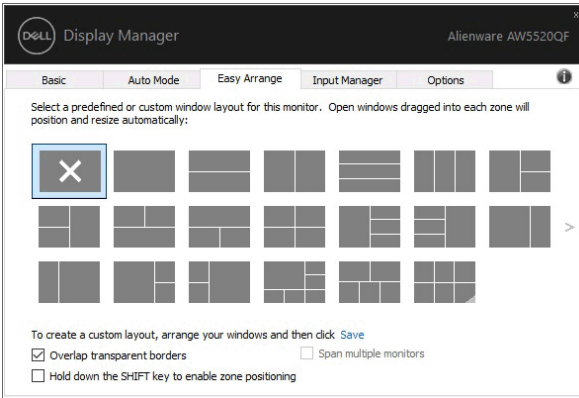 DELL Display Manager Alienware AW5520QF
Basic Auto Mode Easy Arrange Input Manager Options
Select a predefined or custom window layout for this monitor. Open windows dragged into each zone will
position and resize automatically:
To create a custom layout, arrange your windows and then click Save
Overlap transparent borders Span multiple monitors
Hold down the SHIFT key to enable zone positioning